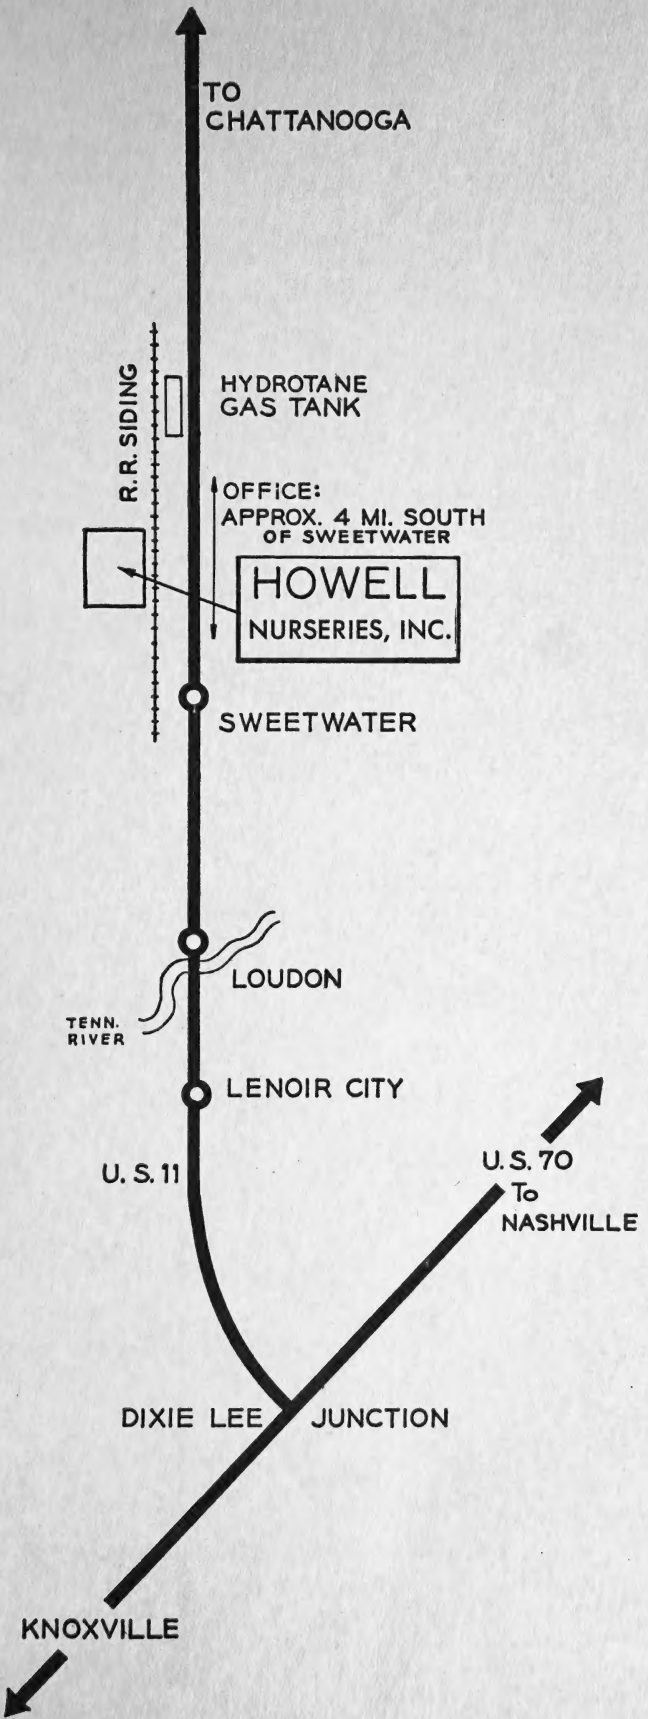 TO
CHATTANOOGA
R.R. SIDING
HYDROTANE
GAS TANK
OFFICE:
APPROX. 4 MI. SOUTH
OF SWEETWATER
HOWELL
NURSERIES, INC.
SWEETWATER
LOUDON
TENN.
RIVER
LENOIR CITY
U.S. 11
U.S. 70
To
NASHVILLE
DIXIE LEE JUNCTION
KNOXVILLE